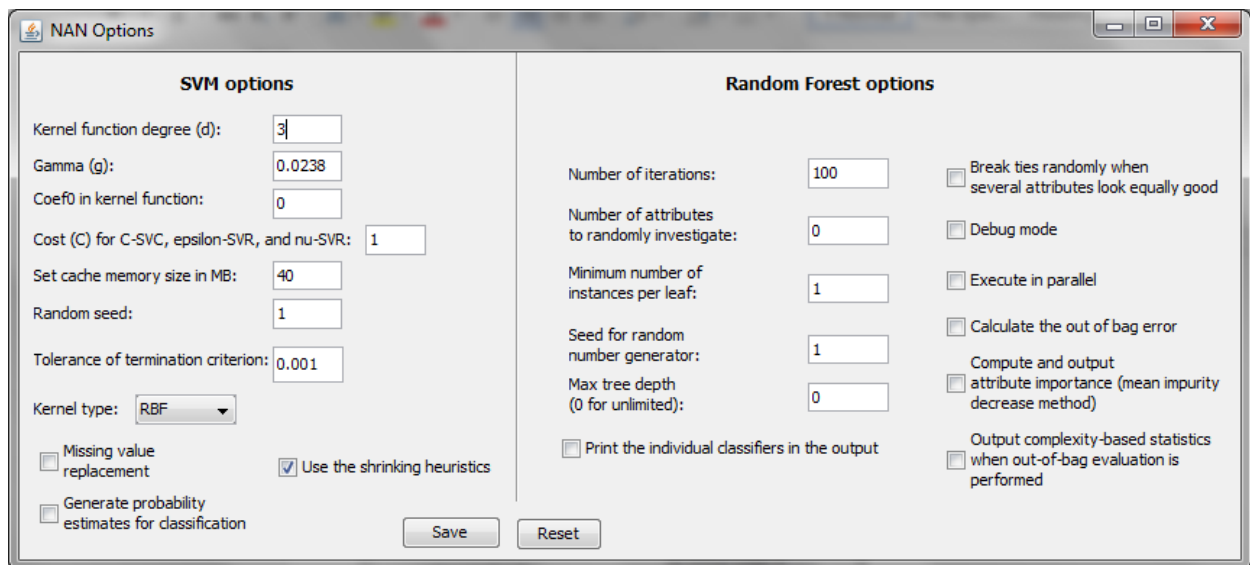 NAN Options
SVM options
Kernel function degree (d): 3
Gamma (g): 0.0238
Coef0 in kernel function: 0
Cost (C) for C-SVC, epsilon-SVR, and nu-SVR: 1
Set cache memory size in MB: 40
Random seed: 1
Tolerance of termination criterion: 0.001
Kernel type: RBF
Missing value
replacement
Use the shrinking heuristics
Generate probability
estimates for classification
Random Forest options
Number of iterations: 100
Number of attributes
to randomly investigate: 0
Minimum number of
instances per leaf: 1
Seed for random
number generator: 1
Max tree depth
(0 for unlimited): 0
Print the individual classifiers in the output
Break ties randomly when
several attributes look equally good
Debug mode
Execute in parallel
Calculate the out of bag error
Compute and output
attribute importance (mean impurity
decrease method)
Output complexity-based statistics
when out-of-bag evaluation is
performed
Save
Reset